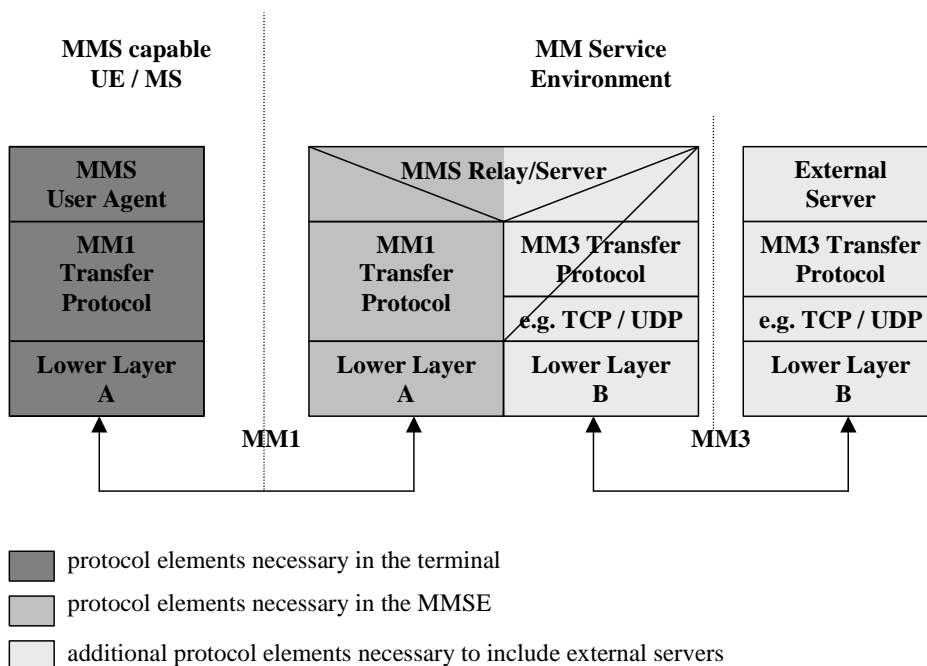 MMS capable
UE / MS
MM Service
Environment
MMS
User Agent
MM1
Transfer
Protocol
Lower Layer
A
MMS Relay/Server
MM1
Transfer
Protocol
Lower Layer
A
MM3 Transfer
Protocol
e.g. TCP / UDP
Lower Layer
B
External
Server
MM3 Transfer
Protocol
e.g. TCP / UDP
Lower Layer
B
MM1
MM3
protocol elements necessary in the terminal
protocol elements necessary in the MMSE
additional protocol elements necessary to include external servers